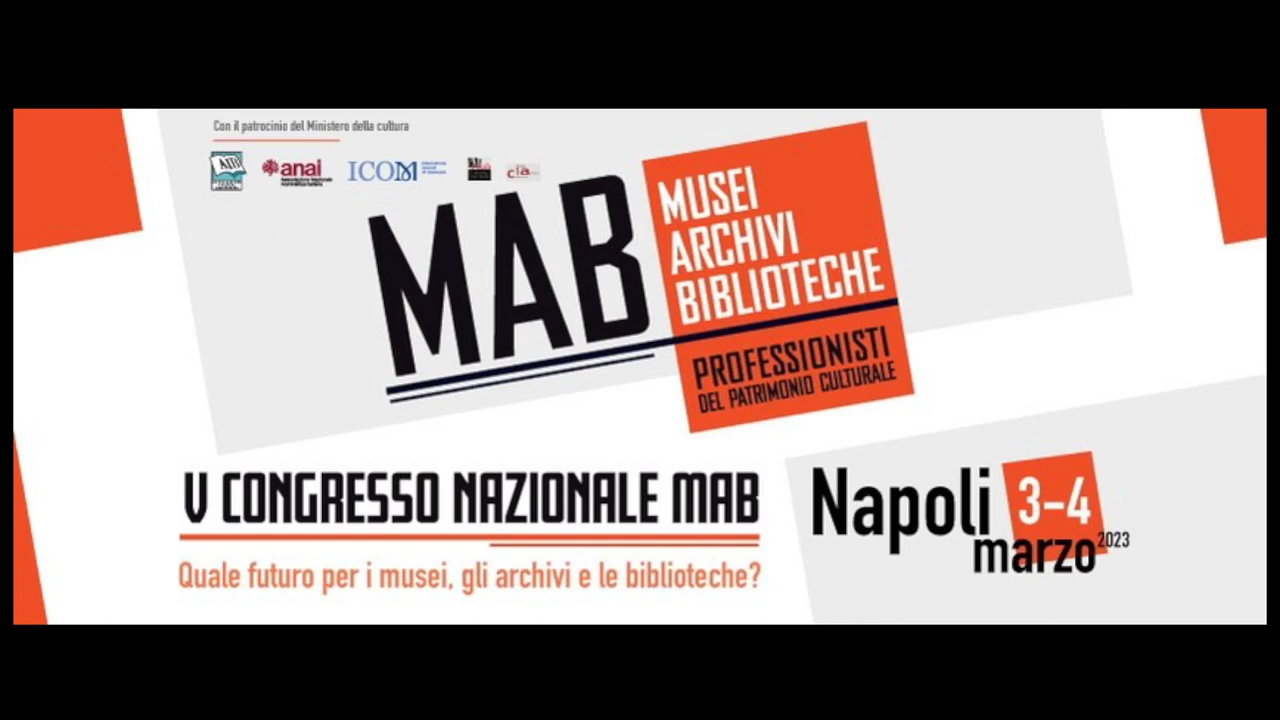 Con il patrocinio del Ministero della cultura
anai
ICOM
cia
MAB
MUSEI
ARCHIVI
BIBLIOTECHE
PROFESSIONISTI
DEL PATRIMONIO CULTURALE
V CONGRESSO NAZIONALE MAB
Quale futuro per i musei, gli archivi e le biblioteche?
Napoli
3-4
marzo
2023